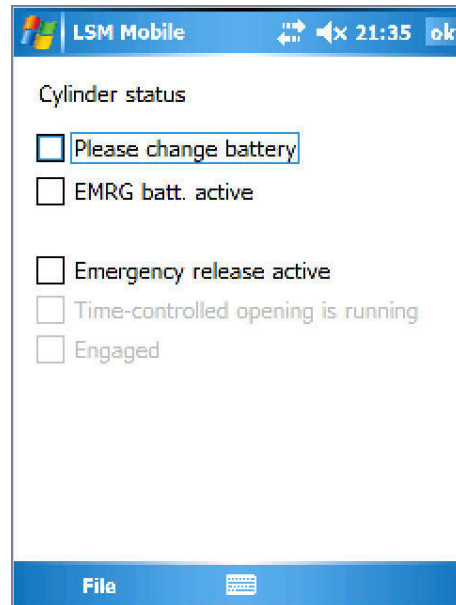 LSM Mobile 21:35 ok
Cylinder status
Please change battery
EMRG batt. active
Emergency release active
Time-controlled opening is running
Engaged
File